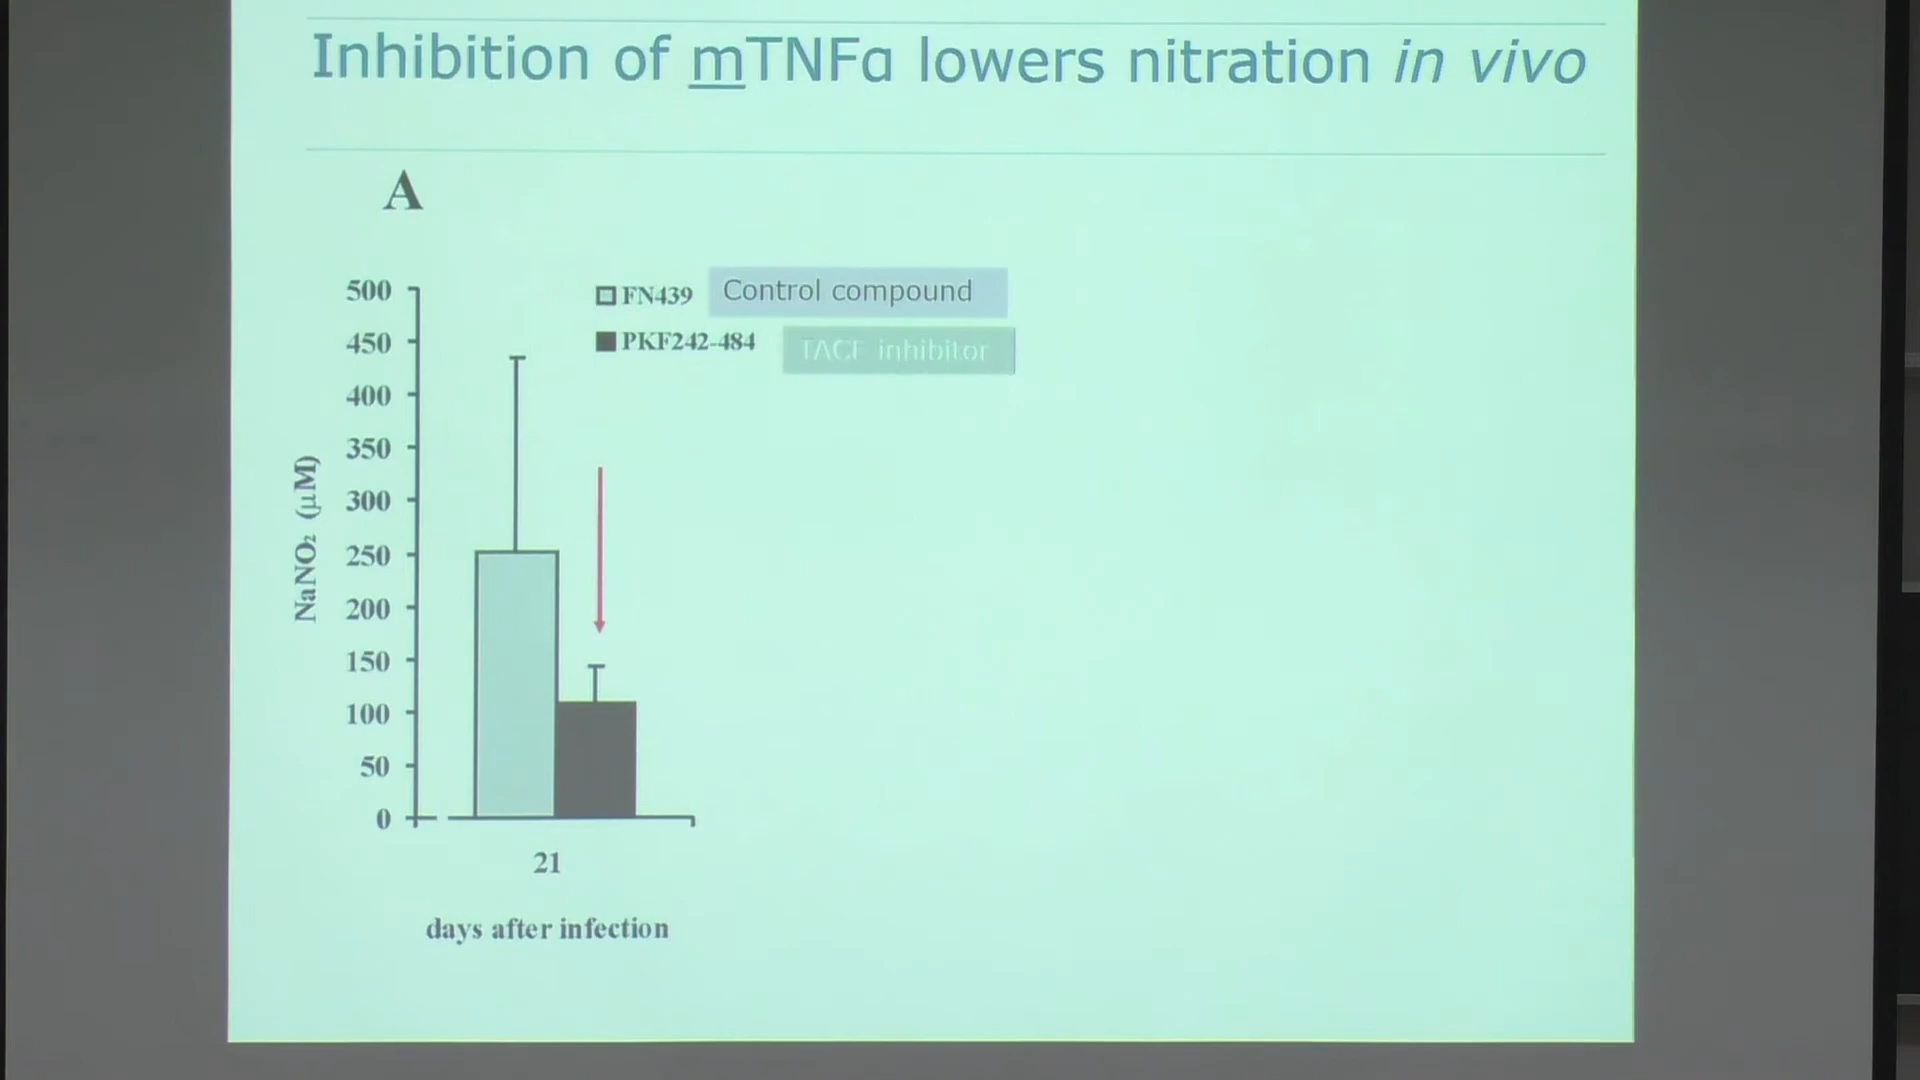 Inhibition of mTNFα lowers nitration in vivo
A
FN439 Control compound
PKF242-484 TACE inhibitor
500
450
400
350
300
250
200
150
100
50
0
NaNO₂ (μM)
21
days after infection